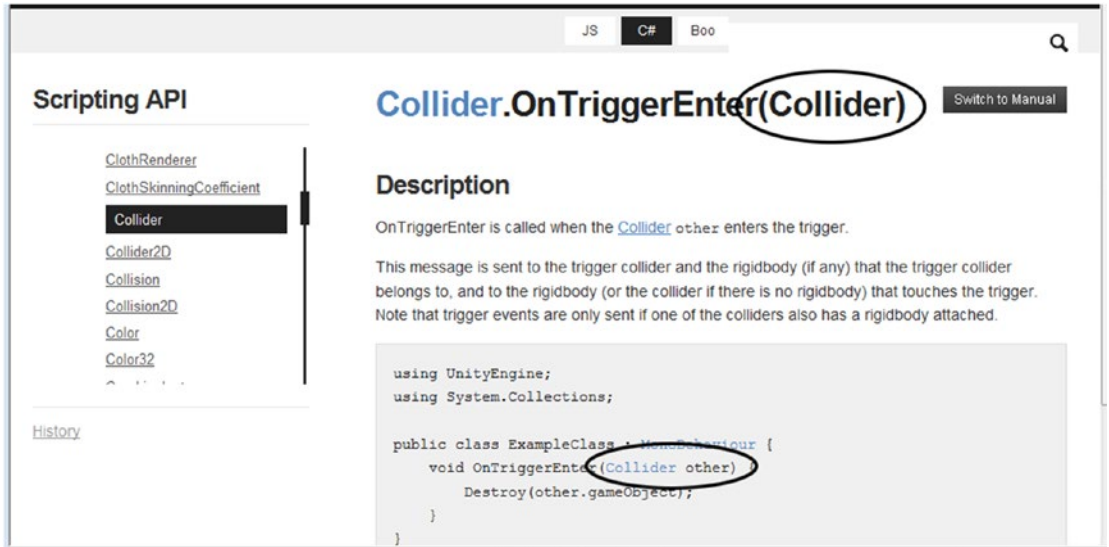 JS C# Boo
Scripting API
Collider.OnTriggerEnter(Collider)
Switch to Manual
ClothRenderer
ClothSkinningCoefficient
Collider
Collider2D
Collision
Collision2D
Color
Color32
History
Description
OnTriggerEnter is called when the Collider other enters the trigger.
This message is sent to the trigger collider and the rigidbody (if any) that the trigger collider
belongs to, and to the rigidbody (or the collider if there is no rigidbody) that touches the trigger.
Note that trigger events are only sent if one of the colliders also has a rigidbody attached.
using UnityEngine;
using System.Collections;
public class ExampleClass : MonoBehaviour {
void OnTriggerEnter(Collider other) {
Destroy(other.gameObject);
}
}